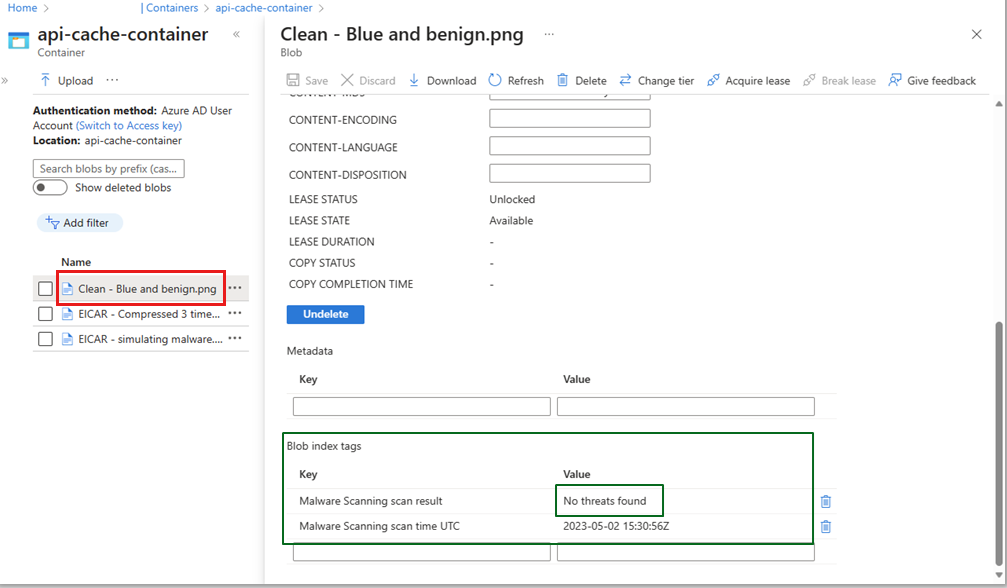 Home > | Containers > api-cache-container >
api-cache-container
Container
Upload
Authentication method: Azure AD User
Account (Switch to Access key)
Location: api-cache-container
Search blobs by prefix (cas...
Show deleted blobs
Add filter
Name
Clean - Blue and benign.png
EICAR - Compressed 3 time...
EICAR - simulating malware....
Clean - Blue and benign.png
Blob
Save Discard Download Refresh Delete Change tier Acquire lease Break lease Give feedback
CONTENT-MD5
CONTENT-ENCODING
CONTENT-LANGUAGE
CONTENT-DISPOSITION
LEASE STATUS Unlocked
LEASE STATE Available
LEASE DURATION -
COPY STATUS -
COPY COMPLETION TIME -
Undelete
Metadata
Key Value
Blob index tags
Key Value
Malware Scanning scan result No threats found
Malware Scanning scan time UTC 2023-05-02 15:30:56Z